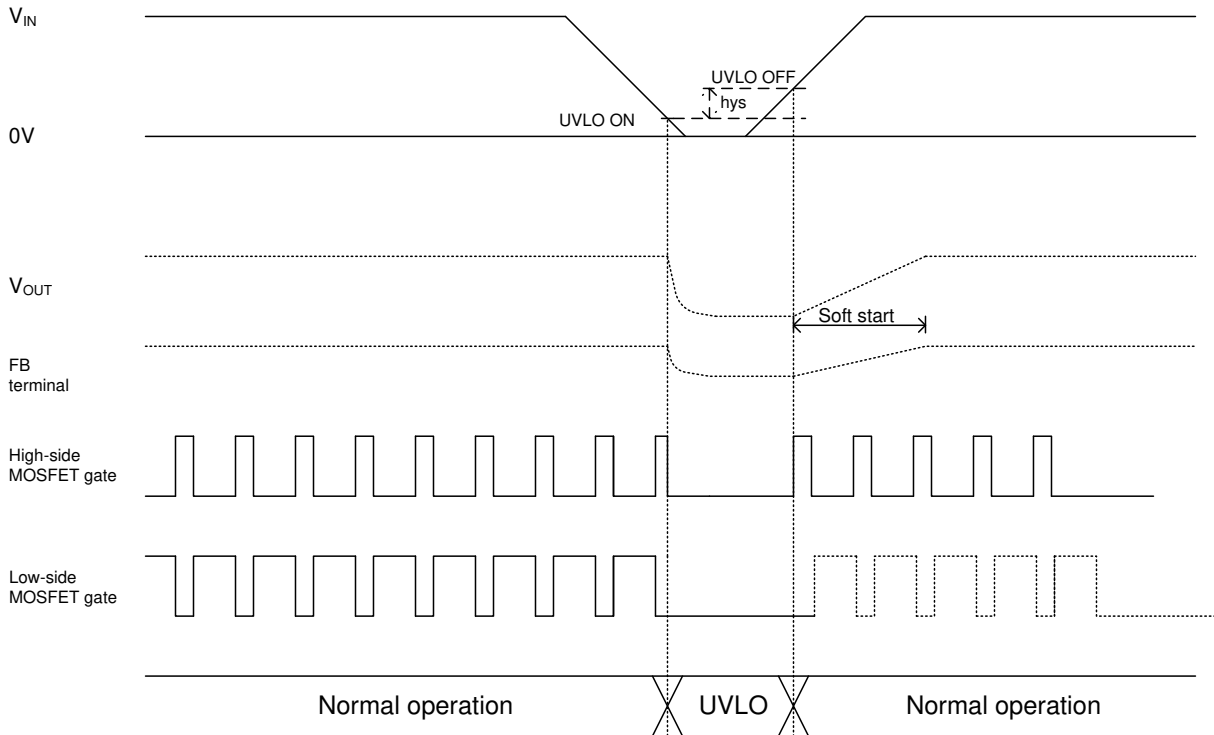 VIN
UVLO OFF
hys
UVLO ON
0V
VOUT
Soft start
FB
terminal
High-side
MOSFET gate
Low-side
MOSFET gate
Normal operation
UVLO
Normal operation